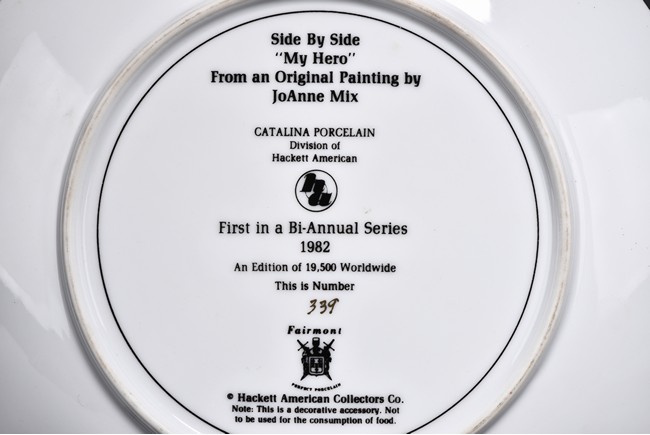 Side By Side
"My Hero"
From an Original Painting by
JoAnne Mix
CATALINA PORCELAIN
Division of
Hackett American
First in a Bi-Annual Series
1982
An Edition of 19,500 Worldwide
This is Number
339
Fairmont
PERFECT PORCELAIN
© Hackett American Collectors Co.
Note: This is a decorative accessory. Not
to be used for the consumption of food.